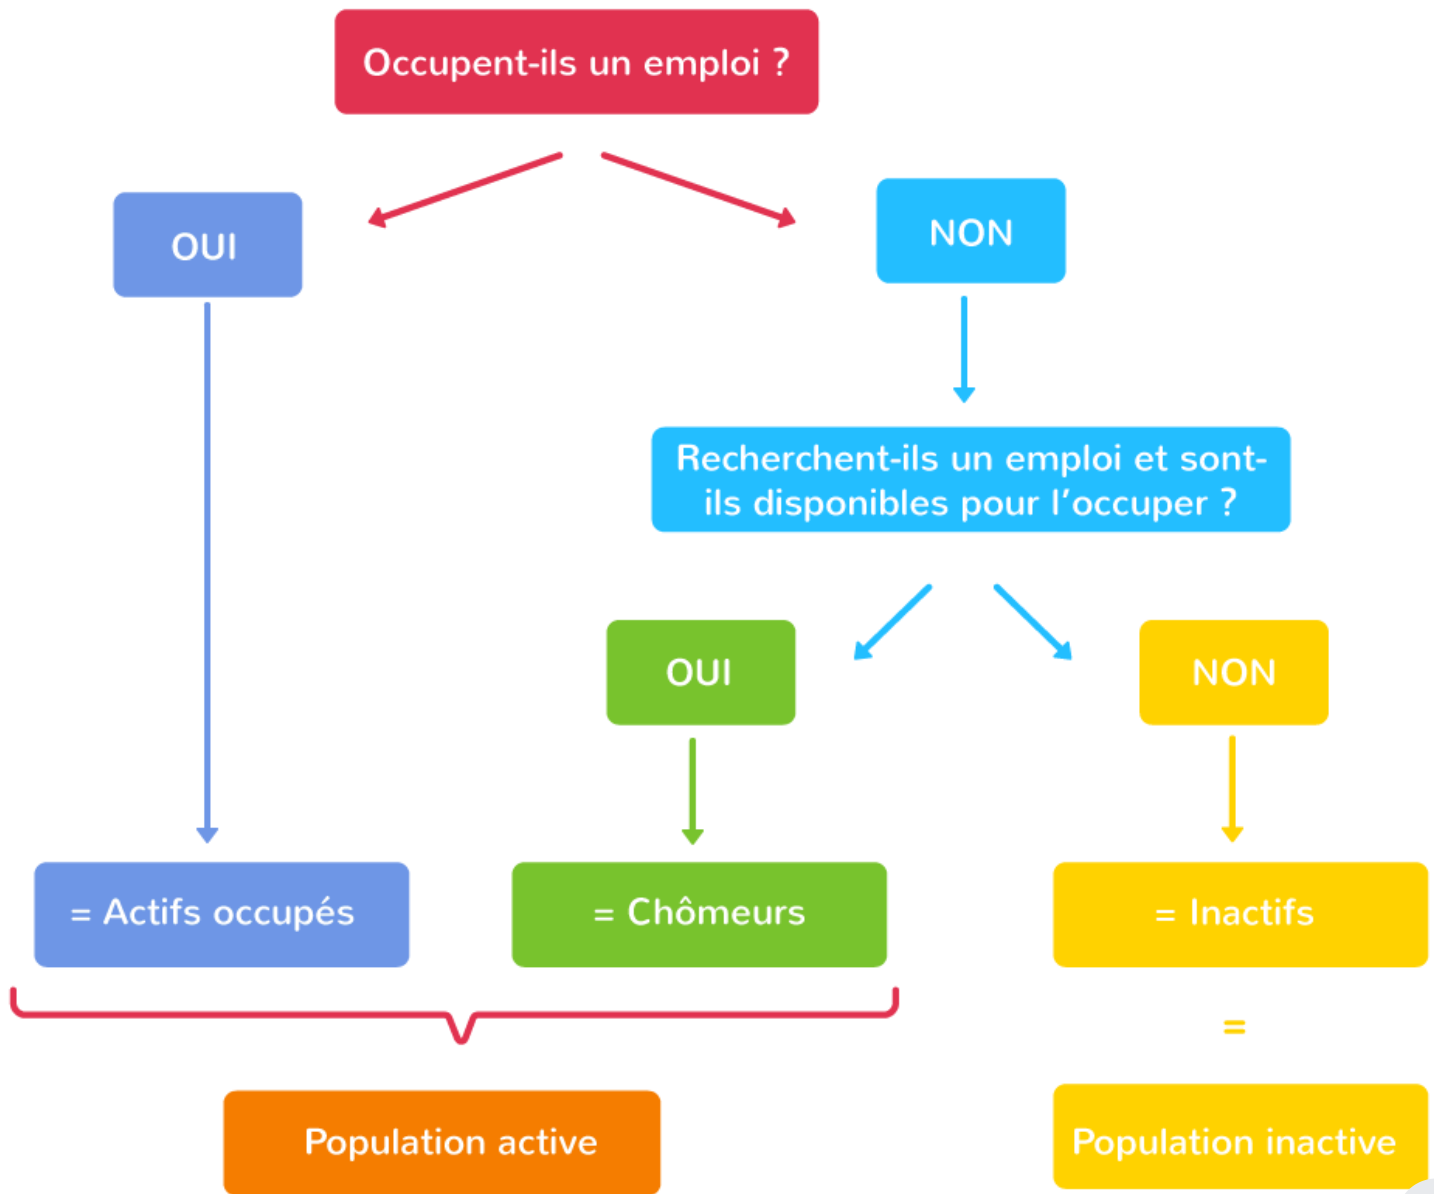 Occupent-ils un emploi ?
OUI
NON
Recherchent-ils un emploi et sont-
ils disponibles pour l’occuper ?
OUI
NON
= Actifs occupés
= Chômeurs
= Inactifs
=
Population active
Population inactive